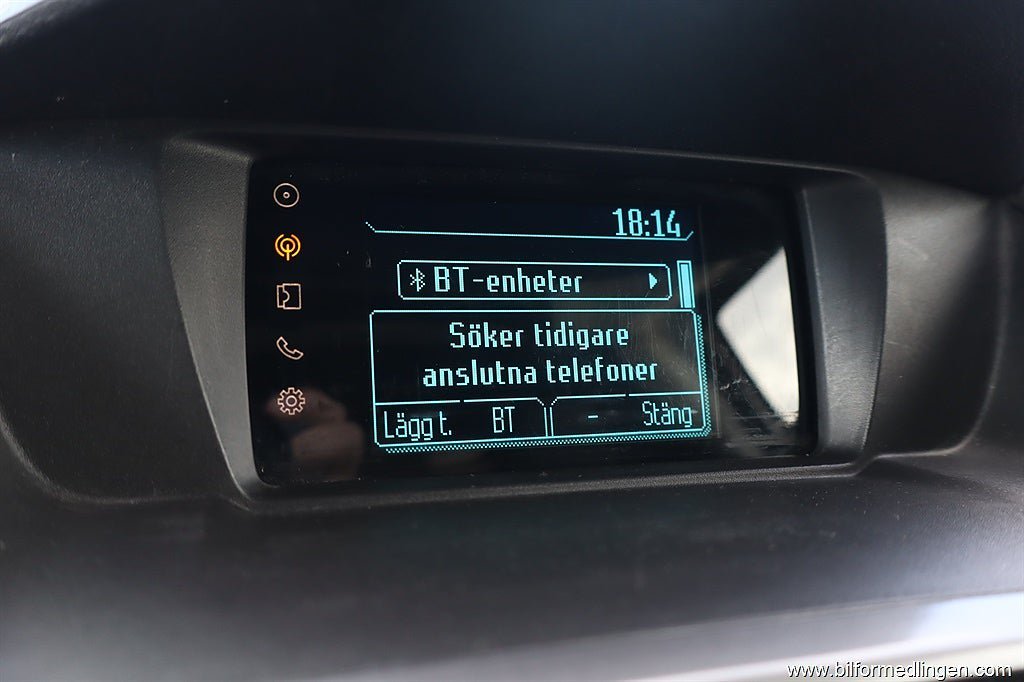 18:14
BT-enheter
Söker tidigare
anslutna telefoner
Lägg t. BT - Stäng
www.bilformedlingen.com